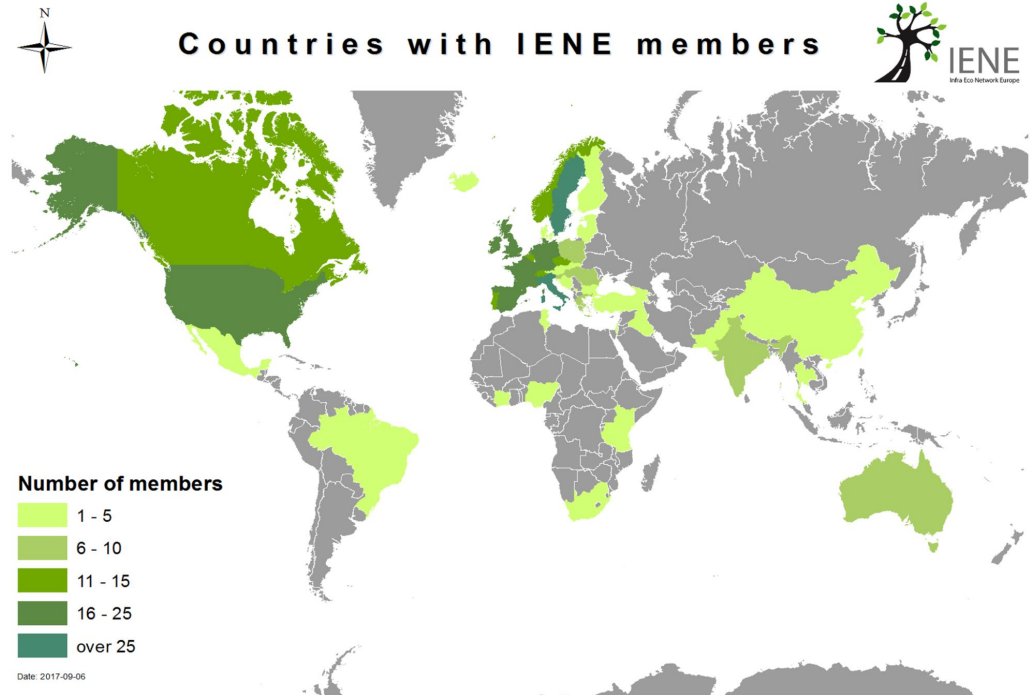 N
Countries with IENE members
IENE
Infra Eco Network Europe
Number of members
1 - 5
6 - 10
11 - 15
16 - 25
over 25
Date: 2017-09-06